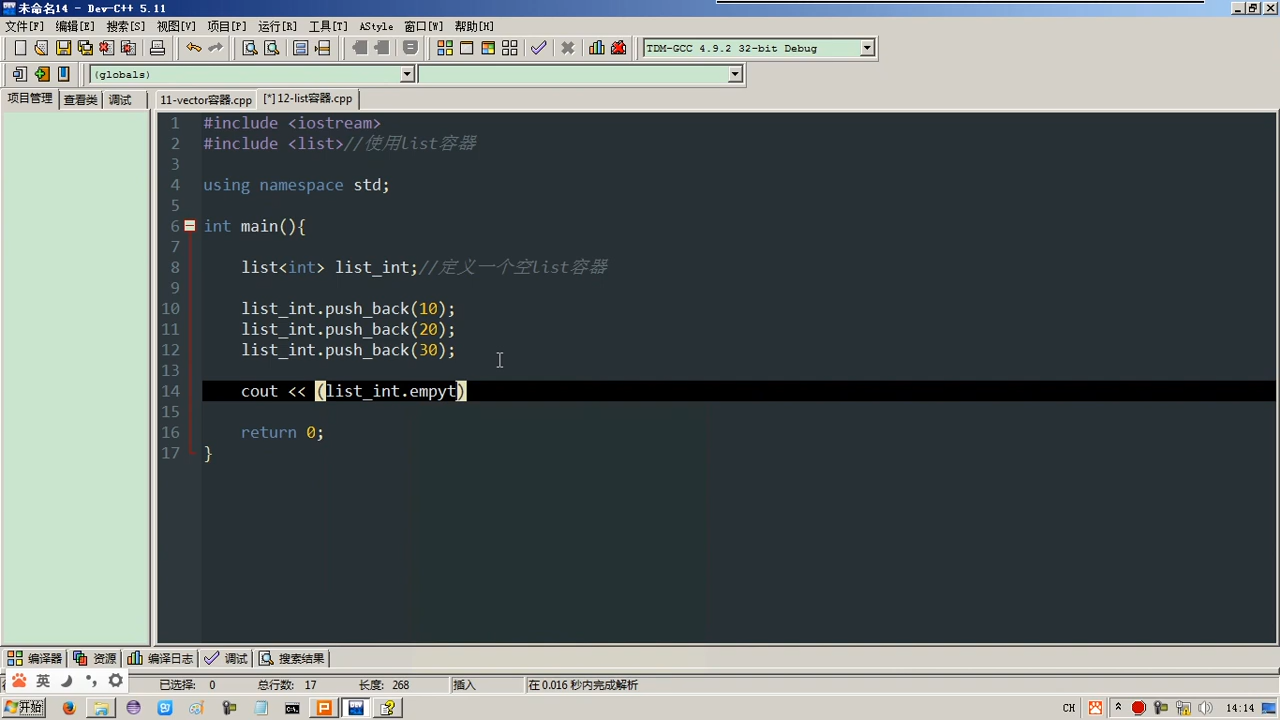 未命名14 - Dev-C++ 5.11
文件[F] 编辑[E] 搜索[S] 视图[V] 项目[P] 运行[R] 工具[T] AStyle 窗口[W] 帮助[H]
TDM-GCC 4.9.2 32-bit Debug
(globals)
项目管理 查看类 调试 11-vector容器.cpp [*]12-list容器.cpp
1 #include <iostream>
2 #include <list>//使用list容器
3
4 using namespace std;
5
6 int main(){
7
8 list<int> list_int;//定义一个空list容器
9
10 list_int.push_back(10);
11 list_int.push_back(20);
12 list_int.push_back(30);
13
14 cout << (list_int.empyt)
15
16 return 0;
17 }
编译器 资源 编译日志 调试 搜索结果
英 已选择: 0 总行数: 17 长度: 268 插入 在 0.016 秒内完成解析
开始 CH 14:14